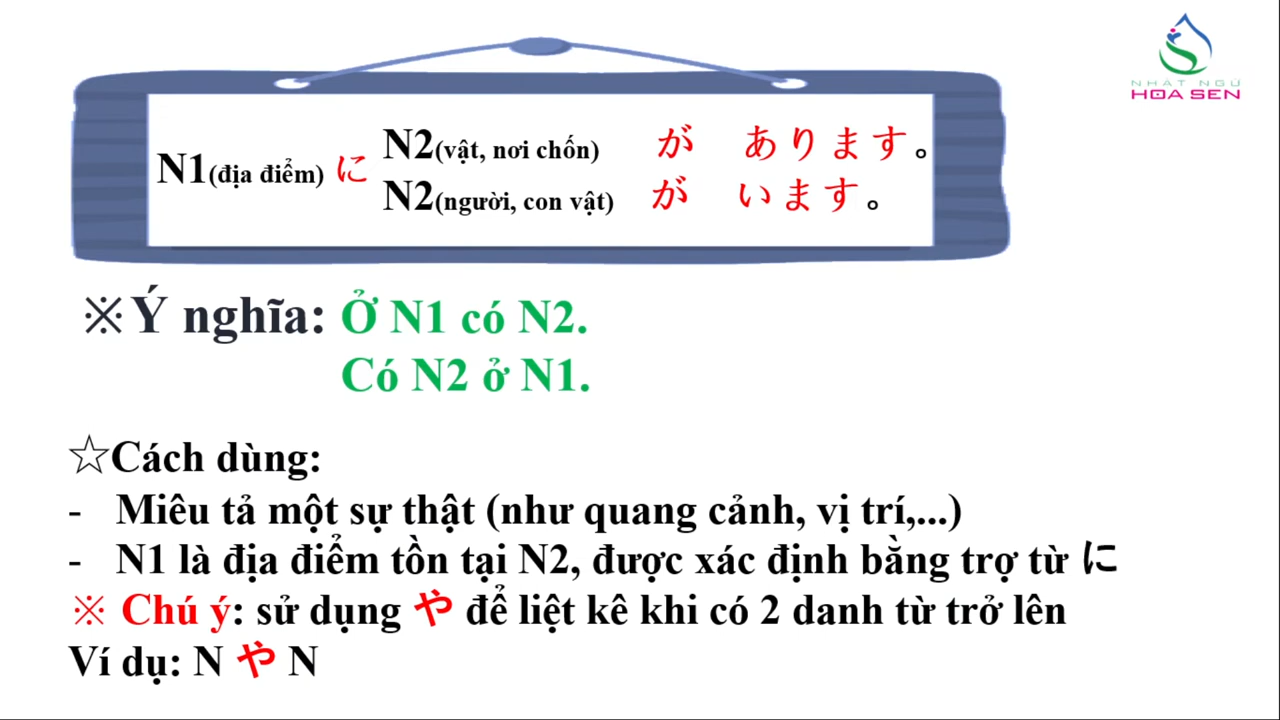 NHẬT NGỮ
HOA SEN
N1(địa điểm) に
N2(vật, nơi chốn) が あります。
N2(người, con vật) が います。
※Ý nghĩa: Ở N1 có N2.
Có N2 ở N1.
☆Cách dùng:
- Miêu tả một sự thật (như quang cảnh, vị trí,...)
- N1 là địa điểm tồn tại N2, được xác định bằng trợ từ に
※ Chú ý: sử dụng や để liệt kê khi có 2 danh từ trở lên
Ví dụ: N や N